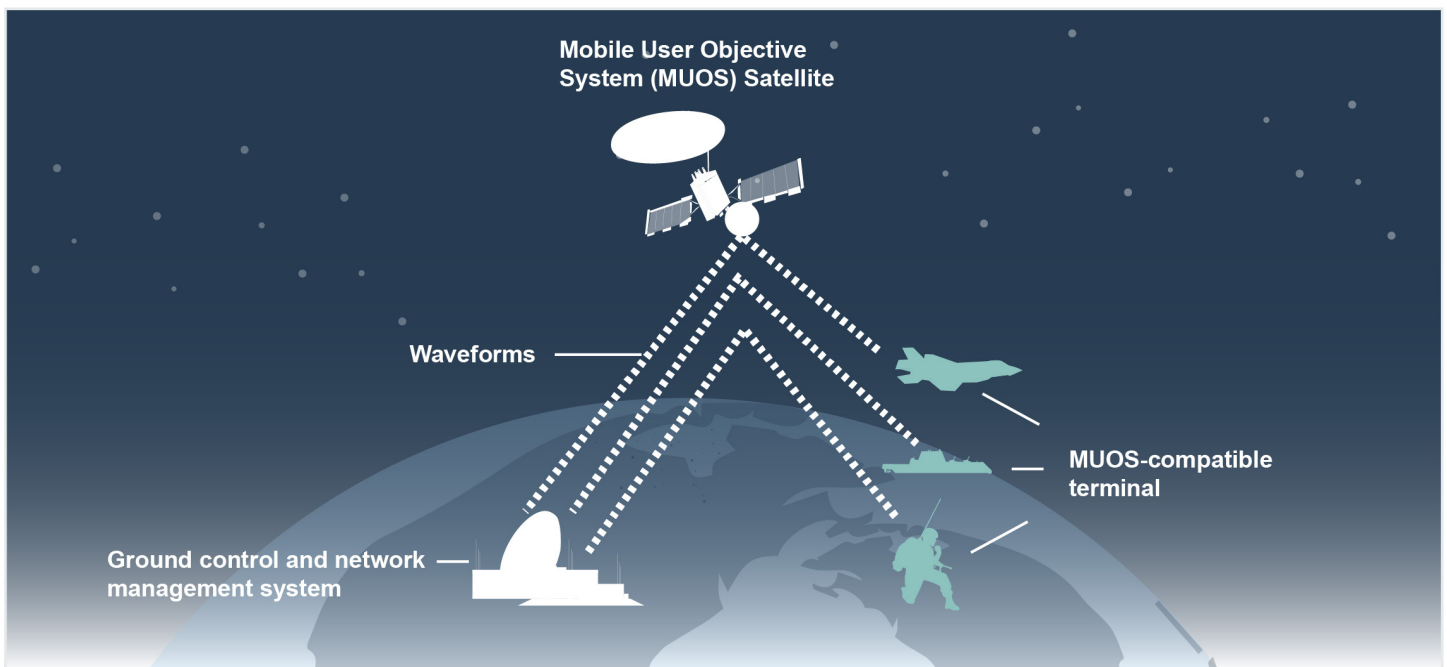 Mobile User Objective
System (MUOS) Satellite
Waveforms
MUOS-compatible
terminal
Ground control and network
management system